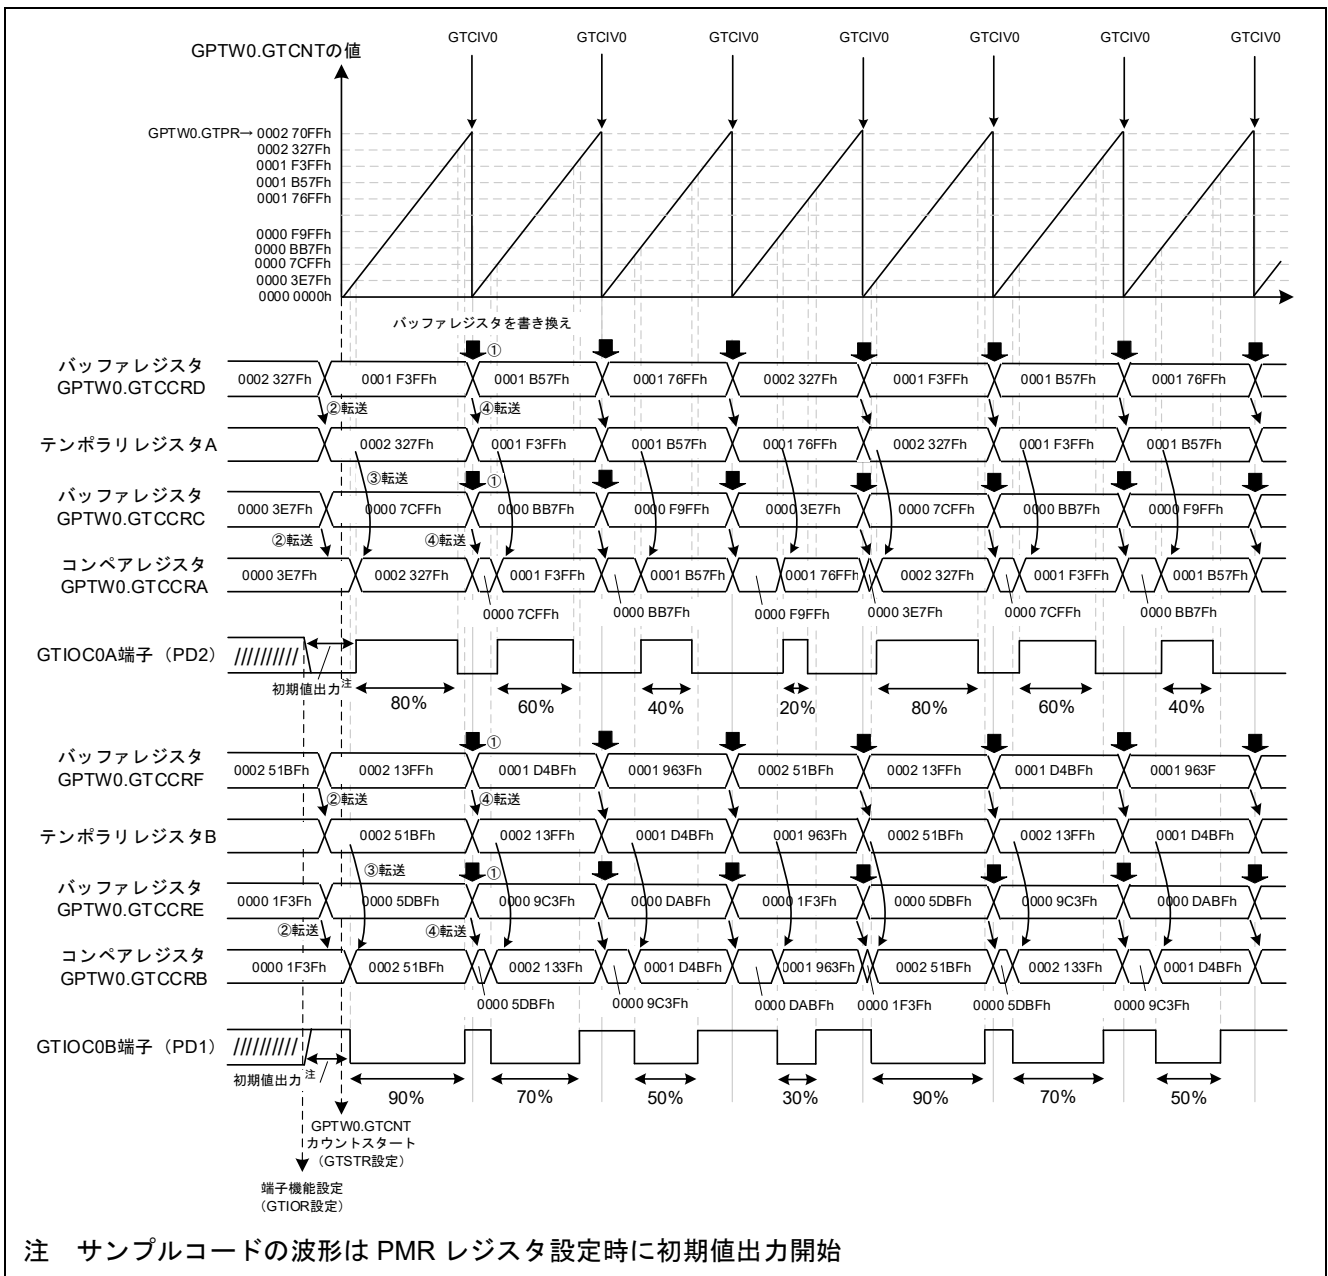 GPTW0.GTCNTの値
GTCIV0 GTCIV0 GTCIV0 GTCIV0 GTCIV0 GTCIV0 GTCIV0
GPTW0.GTPR→ 0002 70FFh
0002 327Fh
0001 F3FFh
0001 B57Fh
0001 76FFh
0000 F9FFh
0000 BB7Fh
0000 7CFFh
0000 3E7Fh
0000 0000h
バッファレジスタを書き換え
①
バッファレジスタ
GPTW0.GTCCRD
0002 327Fh 0001 F3FFh 0001 B57Fh 0001 76FFh 0002 327Fh 0001 F3FFh 0001 B57Fh 0001 76FFh
②転送 ④転送
テンポラリレジスタA
0002 327Fh 0001 F3FFh 0001 B57Fh 0001 76FFh 0002 327Fh 0001 F3FFh 0001 B57Fh
③転送 ①
バッファレジスタ
GPTW0.GTCCRC
0000 3E7Fh 0000 7CFFh 0000 BB7Fh 0000 F9FFh 0000 3E7Fh 0000 7CFFh 0000 BB7Fh 0000 F9FFh
②転送 ④転送
コンペアレジスタ
GPTW0.GTCCRA
0000 3E7Fh 0002 327Fh 0001 F3FFh 0001 B57Fh 0001 76FFh 0002 327Fh 0001 F3FFh 0001 B57Fh
0000 7CFFh 0000 BB7Fh 0000 F9FFh 0000 3E7Fh 0000 7CFFh 0000 BB7Fh
GTIOC0A端子（PD2）
初期値出力注
80% 60% 40% 20% 80% 60% 40%
①
バッファレジスタ
GPTW0.GTCCRF
0002 51BFh 0002 13FFh 0001 D4BFh 0001 963Fh 0002 51BFh 0002 13FFh 0001 D4BFh 0001 963F
②転送 ④転送
テンポラリレジスタB
0002 51BFh 0002 13FFh 0001 D4BFh 0001 963Fh 0002 51BFh 0002 13FFh 0001 D4BFh
③転送 ①
バッファレジスタ
GPTW0.GTCCRE
0000 1F3Fh 0000 5DBFh 0000 9C3Fh 0000 DABFh 0000 1F3Fh 0000 5DBFh 0000 9C3Fh 0000 DABFh
②転送 ④転送
コンペアレジスタ
GPTW0.GTCCRB
0000 1F3Fh 0002 51BFh 0002 133Fh 0001 D4BFh 0001 963Fh 0002 51BFh 0002 133Fh 0001 D4BFh
0000 5DBFh 0000 9C3Fh 0000 DABFh 0000 1F3Fh 0000 5DBFh 0000 9C3Fh
GTIOC0B端子（PD1）
初期値出力注
90% 70% 50% 30% 90% 70% 50%
GPTW0.GTCNT
カウントスタート
（GTSTR設定）
端子機能設定
（GTIOR設定）
注 サンプルコードの波形は PMR レジスタ設定時に初期値出力開始